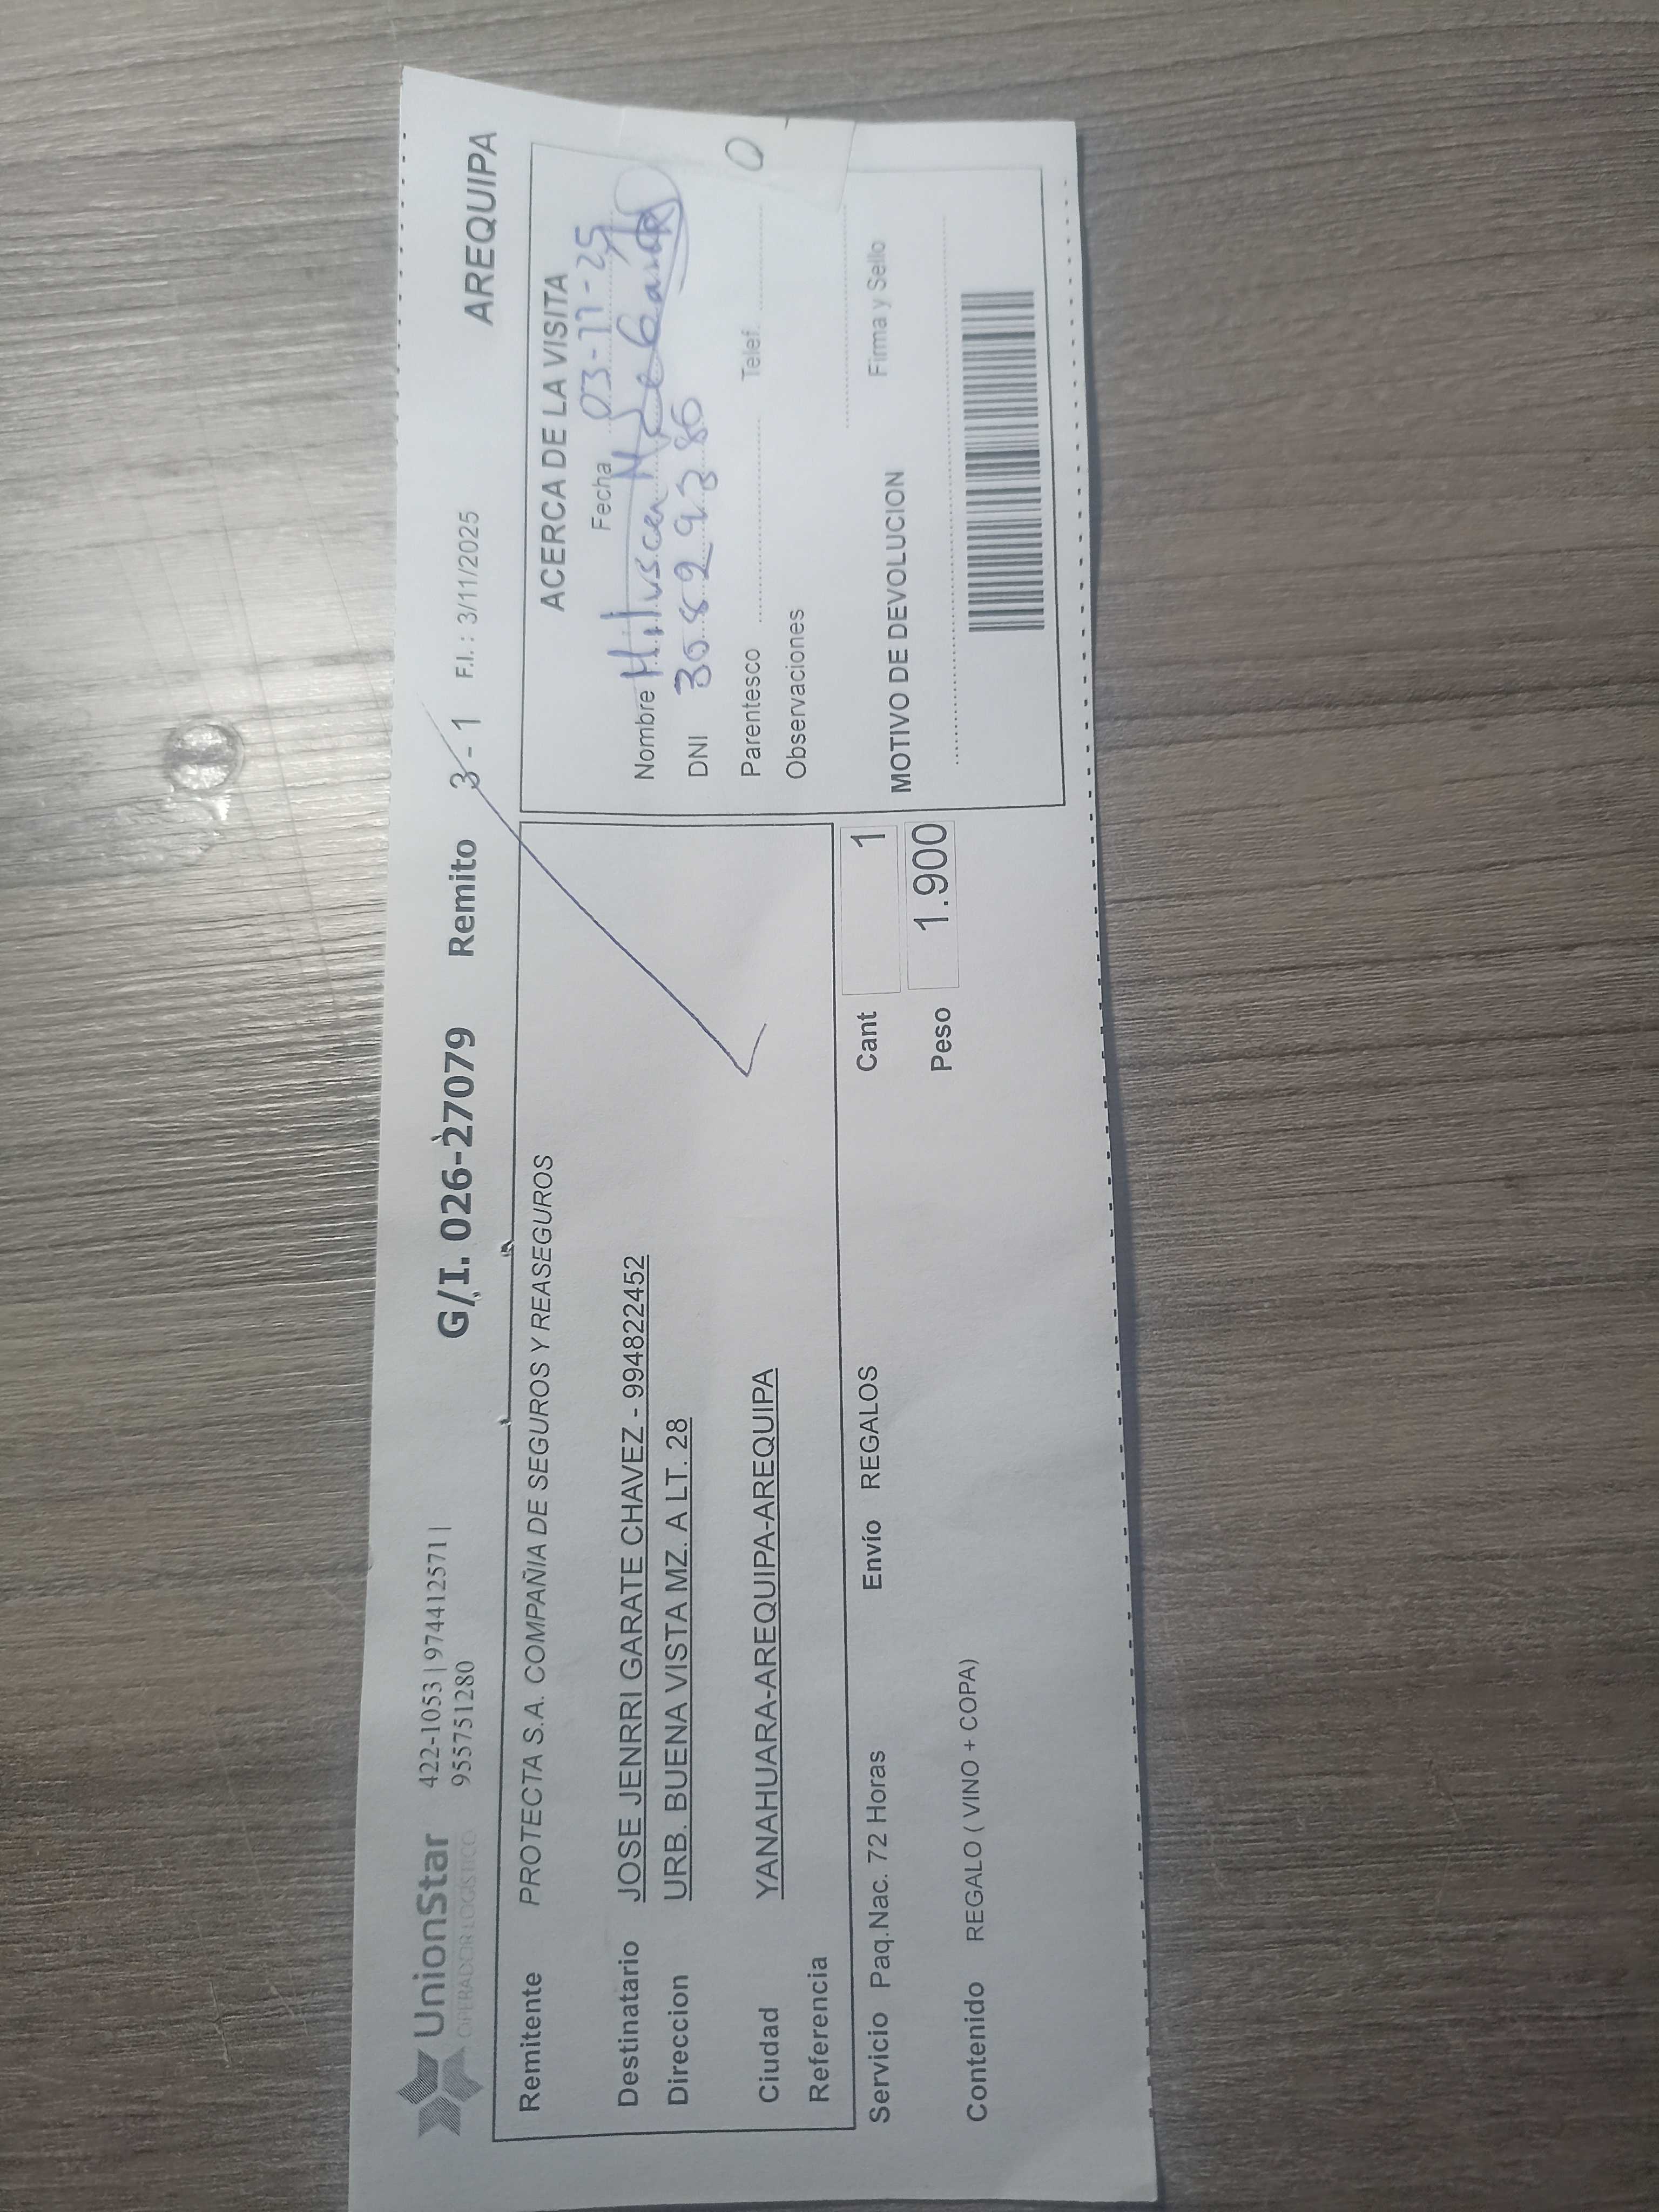 UnionStar
OPERADOR LOGISTICO
422-1053 | 974412571 |
955751280
G/I. 026-27079 Remito 3 - 1 F.I. : 3/11/2025 AREQUIPA
Remitente PROTECTA S.A. COMPAÑIA DE SEGUROS Y REASEGUROS
Destinatario JOSE JENRRI GARATE CHAVEZ - 994822452
Direccion URB. BUENA VISTA MZ. A LT. 28
Ciudad YANAHUARA-AREQUIPA-AREQUIPA
Referencia
Servicio Paq.Nac. 72 Horas Envío REGALOS Cant 1
Contenido REGALO ( VINO + COPA) Peso 1.900
ACERCA DE LA VISITA
Fecha 03-11-25
Nombre
DNI
Parentesco Telef.
Observaciones
Firma y Sello
MOTIVO DE DEVOLUCION